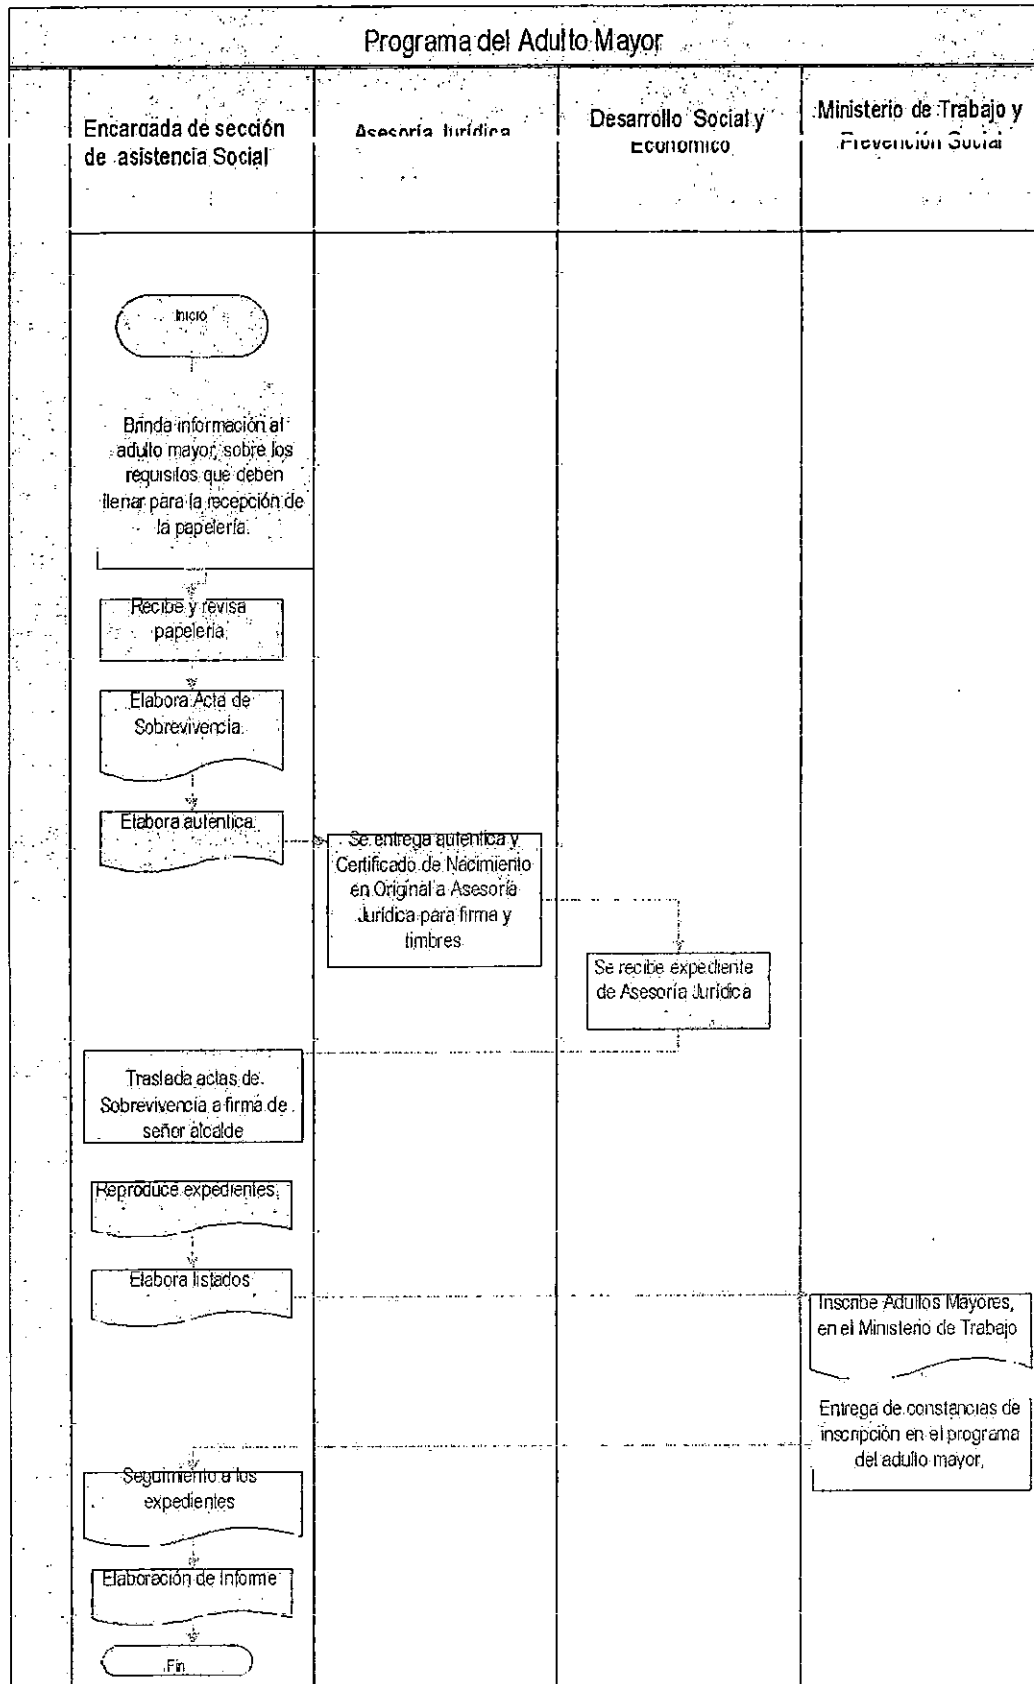 Programa del Adulto Mayor
Encargada de sección
de asistencia Social
Asesoría Jurídica
Desarrollo Social y
Económico
Ministerio de Trabajo y
Prevención Social
Inicio
Brinda información al
adulto mayor, sobre los
requisitos que deben
llenar para la recepción de
la papelería.
Recibe y revisa
papelería
Elabora Acta de
Sobrevivencia.
Elabora autentica.
Se entrega autentica y
Certificado de Nacimiento
en Original a Asesoría
Jurídica para firma y
timbres
Se recibe expediente
de Asesoría Jurídica
Traslada actas de
Sobrevivencia a firma de
señor alcalde
Reproduce expedientes,
Elabora listados
Inscribe Adultos Mayores,
en el Ministerio de Trabajo
Entrega de constancias de
inscripción en el programa
del adulto mayor,
Seguimiento a los
expedientes
Elaboración de Informe
Fin